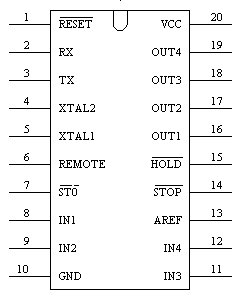 1 RESET VCC 20
2 RX OUT4 19
3 TX OUT3 18
4 XTAL2 OUT2 17
5 XTAL1 OUT1 16
6 REMOTE HOLD 15
7 ST0 STOP 14
8 IN1 AREF 13
9 IN2 IN4 12
10 GND IN3 11